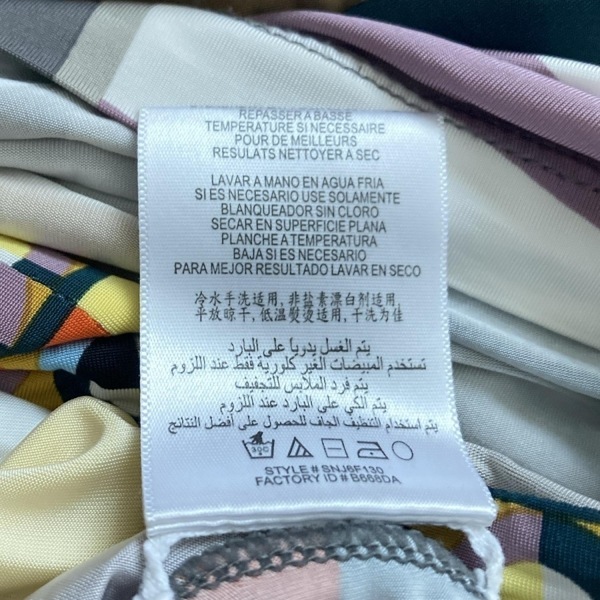 REPASSER A BASSE
TEMPERATURE SI NECESSAIRE
POUR DE MEILLEURS
RESULATS NETTOYER A SEC
LAVAR A MANO EN AGUA FRIA
SI ES NECESARIO USE SOLAMENTE
BLANQUEADOR SIN CLORO
SECAR EN SUPERFICIE PLANA
PLANCHE A TEMPERATURA
BAJA SI ES NECESARIO
PARA MEJOR RESULTADO LAVAR EN SECO
冷水手洗适用, 非盐素漂白剂适用,
平放晾干, 低温熨烫适用, 干洗为佳
يتم الغسل يدويا على البارد
تستخدم المبيضات الغير كلورية فقط عند اللزوم
يتم فرد الملابس للتجفيف
يتم الكي على البارد عند اللزوم
يتم استخدام التنظيف الجاف للحصول على أفضل النتائج
30C
STYLE # SNJ6F130
FACTORY ID # B668DA